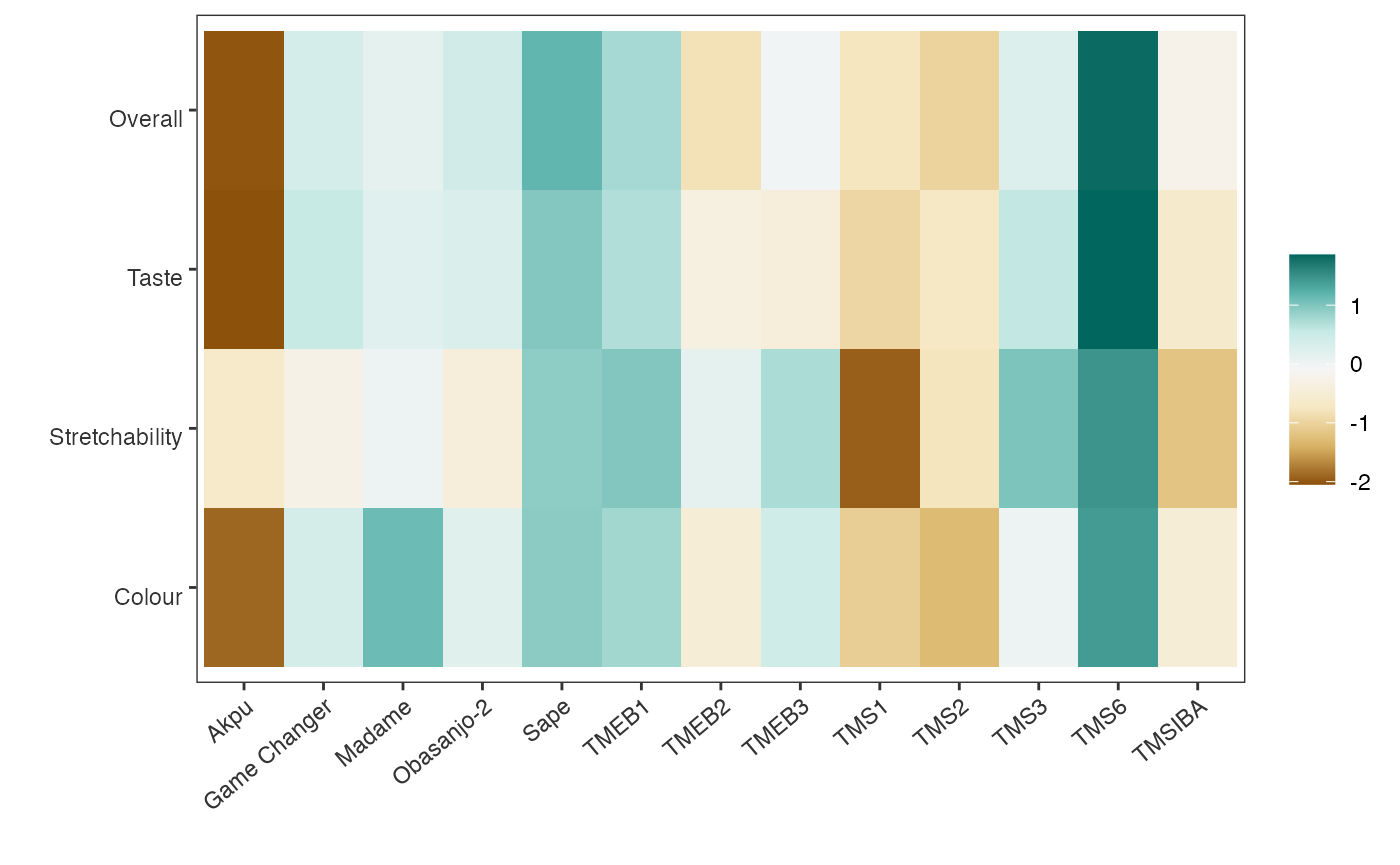 Overall
Taste
Stretchability
Colour
Akpu
Game Changer
Madame
Obasanjo-2
Sape
TMEB1
TMEB2
TMEB3
TMS1
TMS2
TMS3
TMS6
TMSIBA
1
0
-1
-2